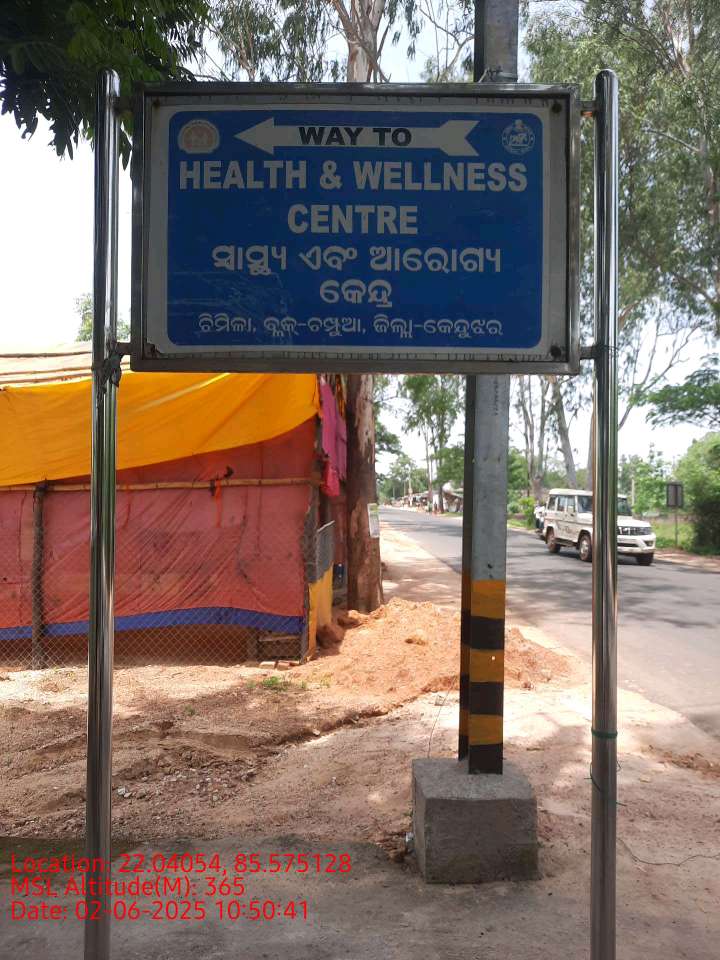 WAY TO
HEALTH & WELLNESS
CENTRE
ସ୍ୱାସ୍ଥ୍ୟ ଏବଂ ଆରୋଗ୍ୟ
କେନ୍ଦ୍ର
ଚିମିଳା, ବ୍ଲକ୍-ଚମ୍ପୁଆ, ଜିଲ୍ଲା-କେନ୍ଦୁଝର
Location: 22.04054, 85.575128
MSL Altitude(M): 365
Date: 02-06-2025 10:50:41